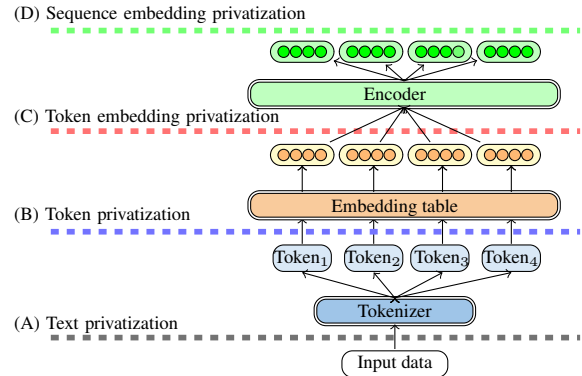 (D) Sequence embedding privatization
Encoder
(C) Token embedding privatization
Embedding table
(B) Token privatization
Token₁ Token₂ Token₃ Token₄
Tokenizer
(A) Text privatization
Input data